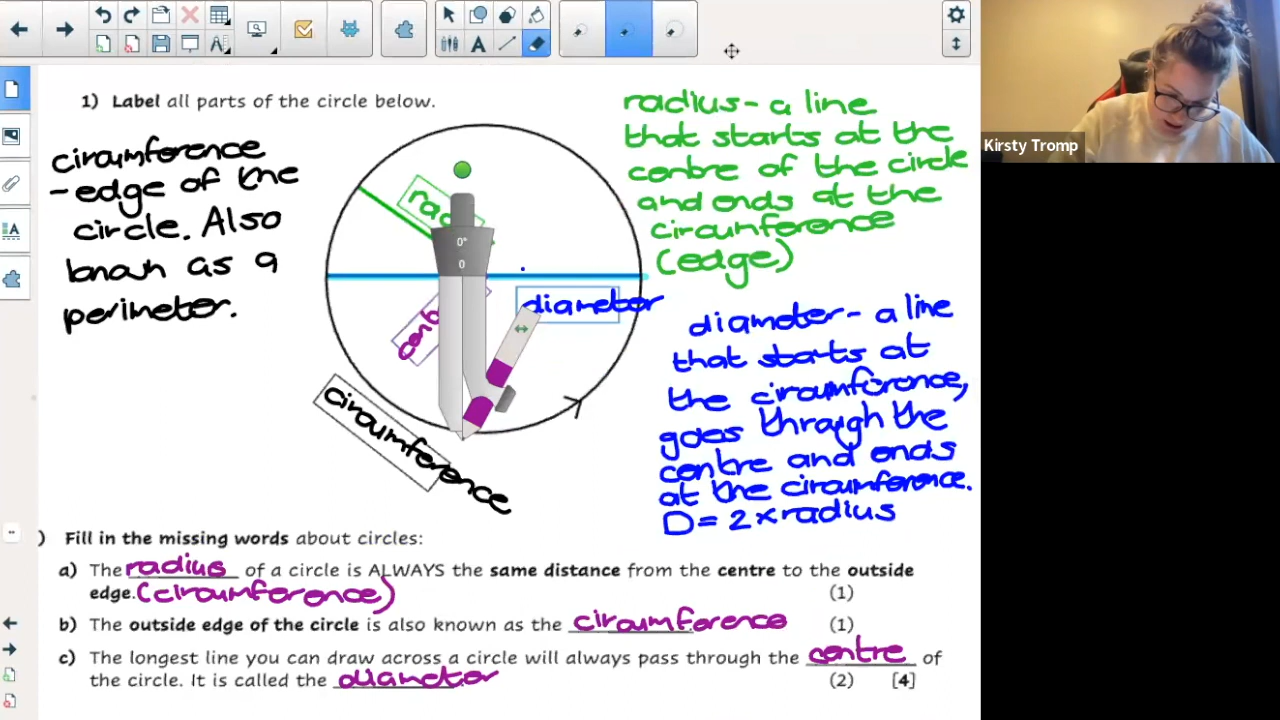 Kirsty Tromp
1) Label all parts of the circle below.
circumference
- edge of the
circle. Also
known as a
perimeter.
radius - a line
that starts at the
centre of the circle
and ends at the
circumference
(edge)
0°
0
diameter
circumference
diameter - a line
that starts at
the circumference,
goes through the
centre and ends
at the circumference.
D = 2 x radius
) Fill in the missing words about circles:
a) The radius of a circle is ALWAYS the same distance from the centre to the outside
edge. (circumference) (1)
b) The outside edge of the circle is also known as the circumference (1)
c) The longest line you can draw across a circle will always pass through the centre of
the circle. It is called the diameter (2) [4]